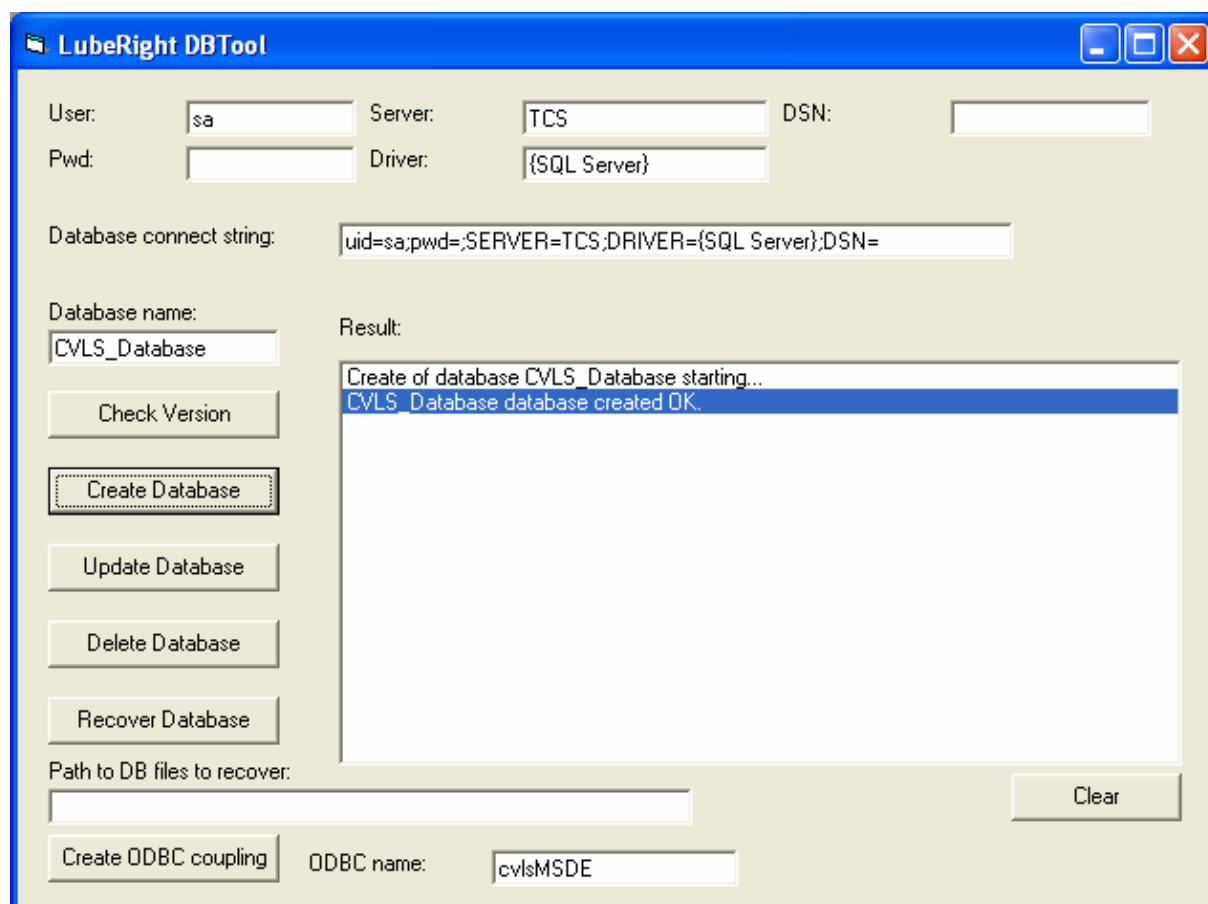 LubeRight DBTool
User: sa Server: TCS DSN:
Pwd: Driver: {SQL Server}
Database connect string: uid=sa;pwd=;SERVER=TCS;DRIVER={SQL Server};DSN=
Database name:
CVLS_Database
Result:
Create of database CVLS_Database starting...
CVLS_Database database created OK.
Check Version
Create Database
Update Database
Delete Database
Recover Database
Path to DB files to recover:
Clear
Create ODBC coupling ODBC name: cvlsMSDE